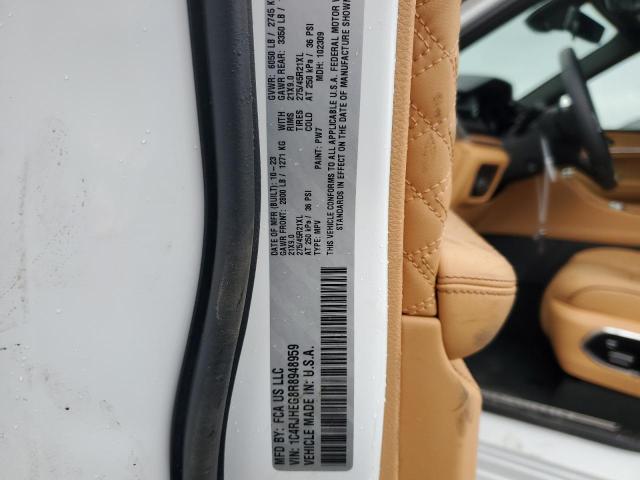 MFD BY: FCA US LLC
VIN: 1C4RJHEG8R8948959
VEHICLE MADE IN: U.S.A.
DATE OF MFR (BUILT): 10-23
GVWR: 6050 LB / 2745 K
GAWR FRONT: 2800 LB / 1271 KG WITH GAWR REAR: 3350 LB /
21X9.0 RIMS 21X9.0
275/45R21XL TIRES 275/45R21XL
AT 250 kPa / 36 PSI COLD AT 250 kPa / 36 PSI
TYPE: MPV PAINT: PW7 MDH: 102309
THIS VEHICLE CONFORMS TO ALL APPLICABLE U.S.A. FEDERAL MOTOR
STANDARDS IN EFFECT ON THE DATE OF MANUFACTURE SHOWN